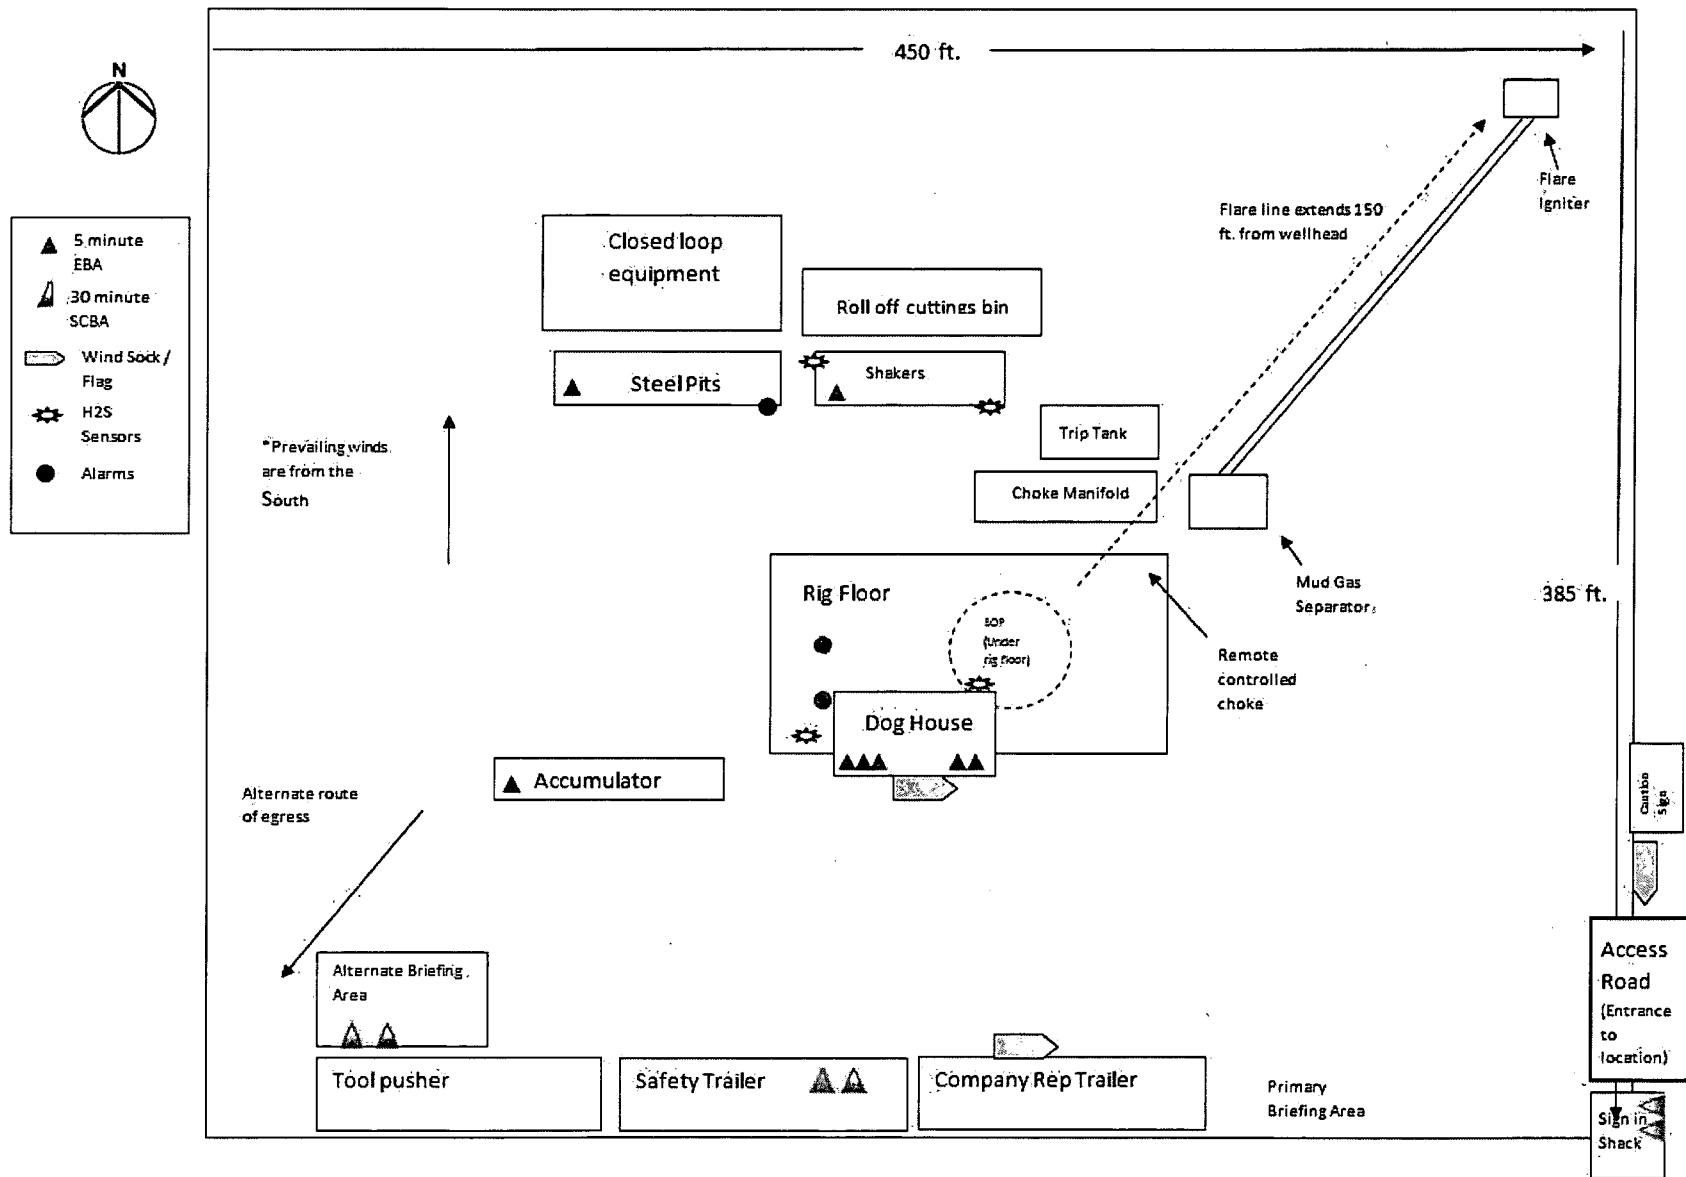 450 ft.
N
5 minute
EBA
30 minute
SCBA
Wind Sock /
Flag
H2S
Sensors
Alarms
Flare
Igniter
Flare line extends 150
ft. from wellhead
Closed loop
equipment
Roll off cuttings bin
Steel Pits
Shakers
Trip Tank
Choke Manifold
*Prevailing winds
are from the
South
Rig Floor
BOP
(Under
rig floor)
Mud Gas
Separator
385 ft.
Remote
controlled
choke
Dog House
Accumulator
Alternate route
of egress
Caution
Sign
Access
Road
(Entrance
to
location)
Alternate Briefing
Area
Tool pusher
Safety Trailer
Company Rep Trailer
Primary
Briefing Area
Sign in
Shack